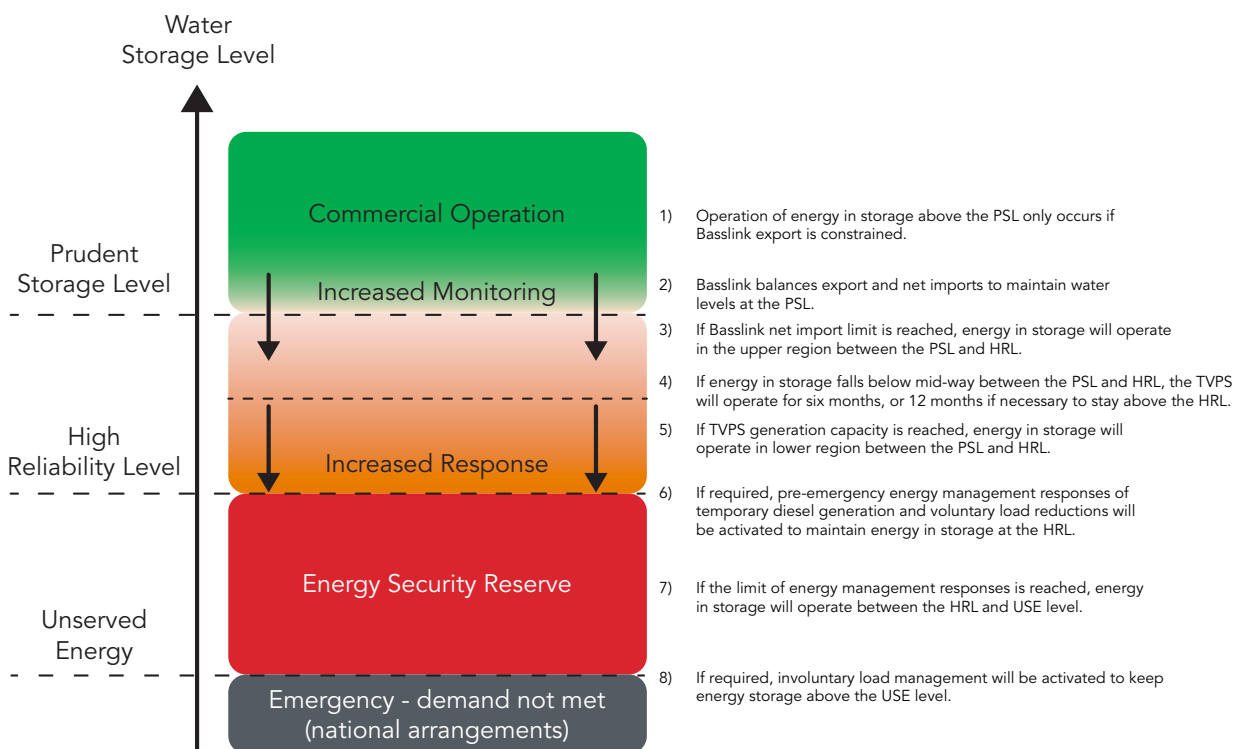 Water
Storage Level
Commercial Operation
1) Operation of energy in storage above the PSL only occurs if
Basslink export is constrained.
Prudent
Storage Level
Increased Monitoring
2) Basslink balances export and net imports to maintain water
levels at the PSL.
3) If Basslink net import limit is reached, energy in storage will operate
in the upper region between the PSL and HRL.
4) If energy in storage falls below mid-way between the PSL and HRL, the TVPS
will operate for six months, or 12 months if necessary to stay above the HRL.
High
Reliability Level
Increased Response
5) If TVPS generation capacity is reached, energy in storage will
operate in lower region between the PSL and HRL.
6) If required, pre-emergency energy management responses of
temporary diesel generation and voluntary load reductions will
be activated to maintain energy in storage at the HRL.
Energy Security Reserve
7) If the limit of energy management responses is reached, energy
in storage will operate between the HRL and USE level.
Unserved
Energy
8) If required, involuntary load management will be activated to keep
energy storage above the USE level.
Emergency - demand not met
(national arrangements)